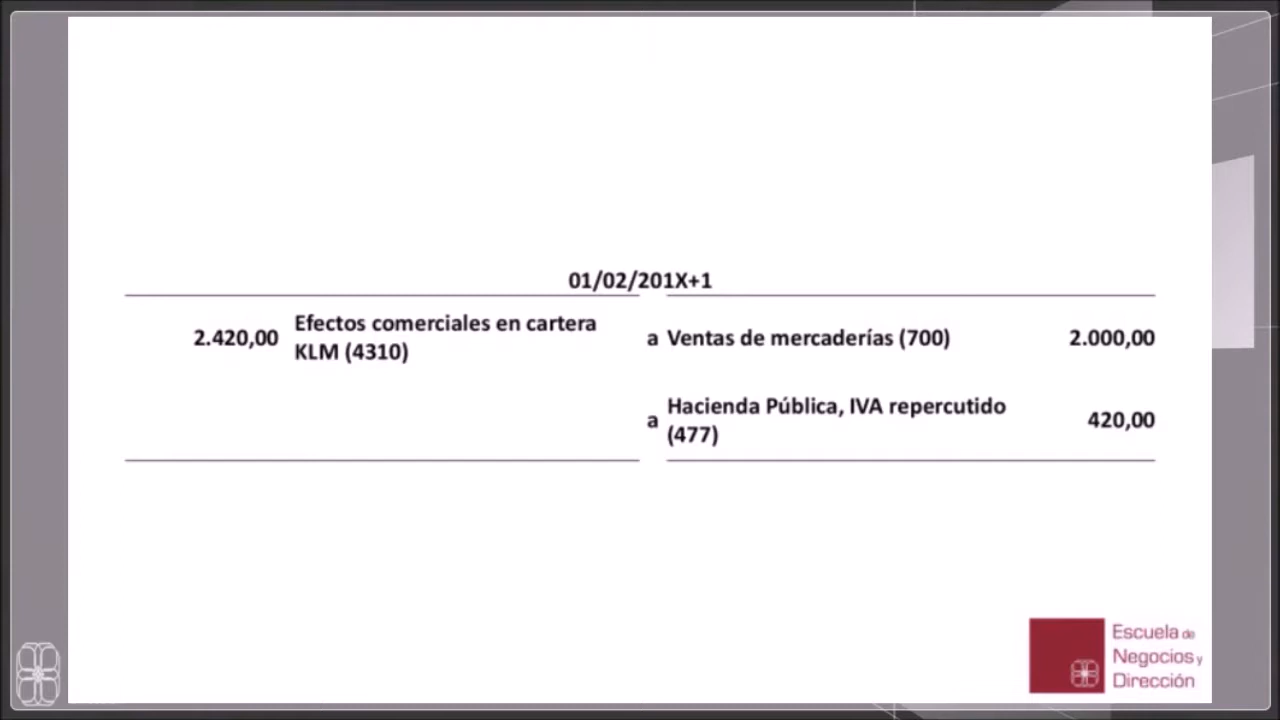 01/02/201X+1
2.420,00 Efectos comerciales en cartera
KLM (4310)
a Ventas de mercaderías (700) 2.000,00
a Hacienda Pública, IVA repercutido
(477)
420,00
Escuela de
Negocios y
Dirección